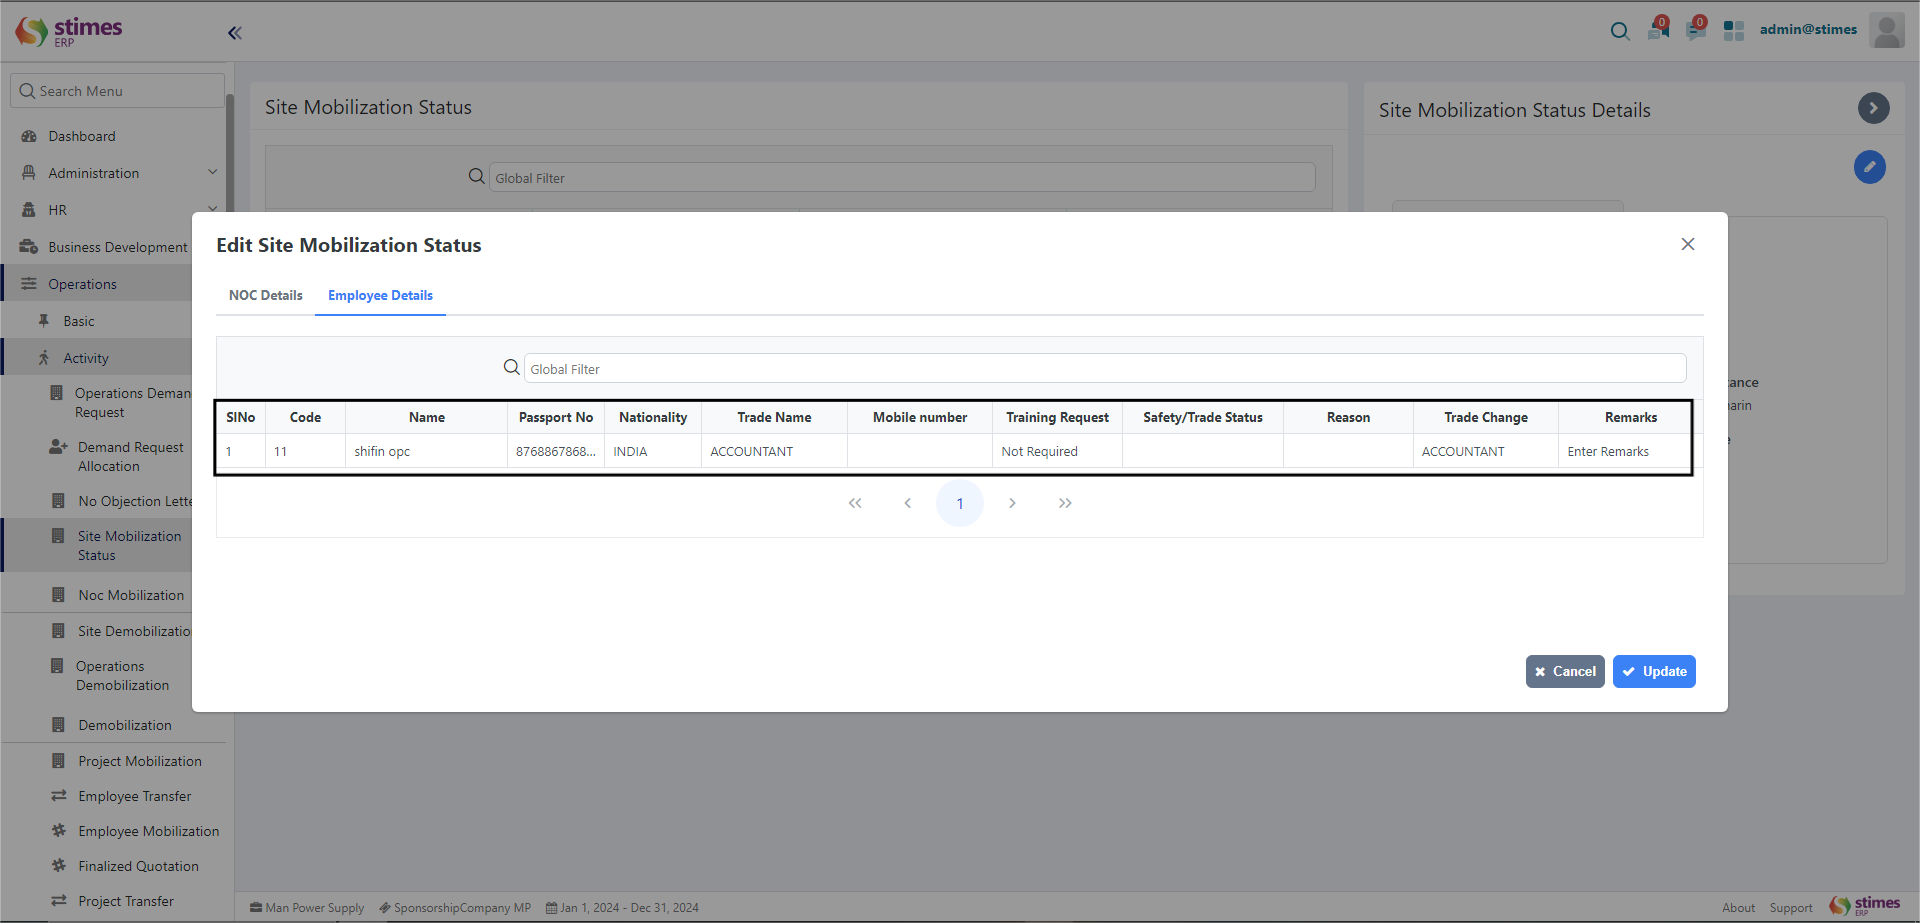 stimes
ERP
0
0
admin@stimes
Search Menu
Dashboard
Administration
HR
Business Development
Operations
Basic
Activity
Operations Deman
Request
Demand Request
Allocation
No Objection Lette
Site Mobilization
Status
Noc Mobilization
Site Demobilizatio
Operations
Demobilization
Demobilization
Project Mobilization
Employee Transfer
Employee Mobilization
Finalized Quotation
Project Transfer
Site Mobilization Status
Global Filter
Site Mobilization Status Details
tance
narin
e
Edit Site Mobilization Status
NOC Details Employee Details
Global Filter
SlNo Code Name Passport No Nationality Trade Name Mobile number Training Request Safety/Trade Status Reason Trade Change Remarks
1 11 shifin opc 8768867868... INDIA ACCOUNTANT Not Required ACCOUNTANT Enter Remarks
1
Cancel Update
Man Power Supply SponsorshipCompany MP Jan 1, 2024 - Dec 31, 2024
About Support stimes
ERP